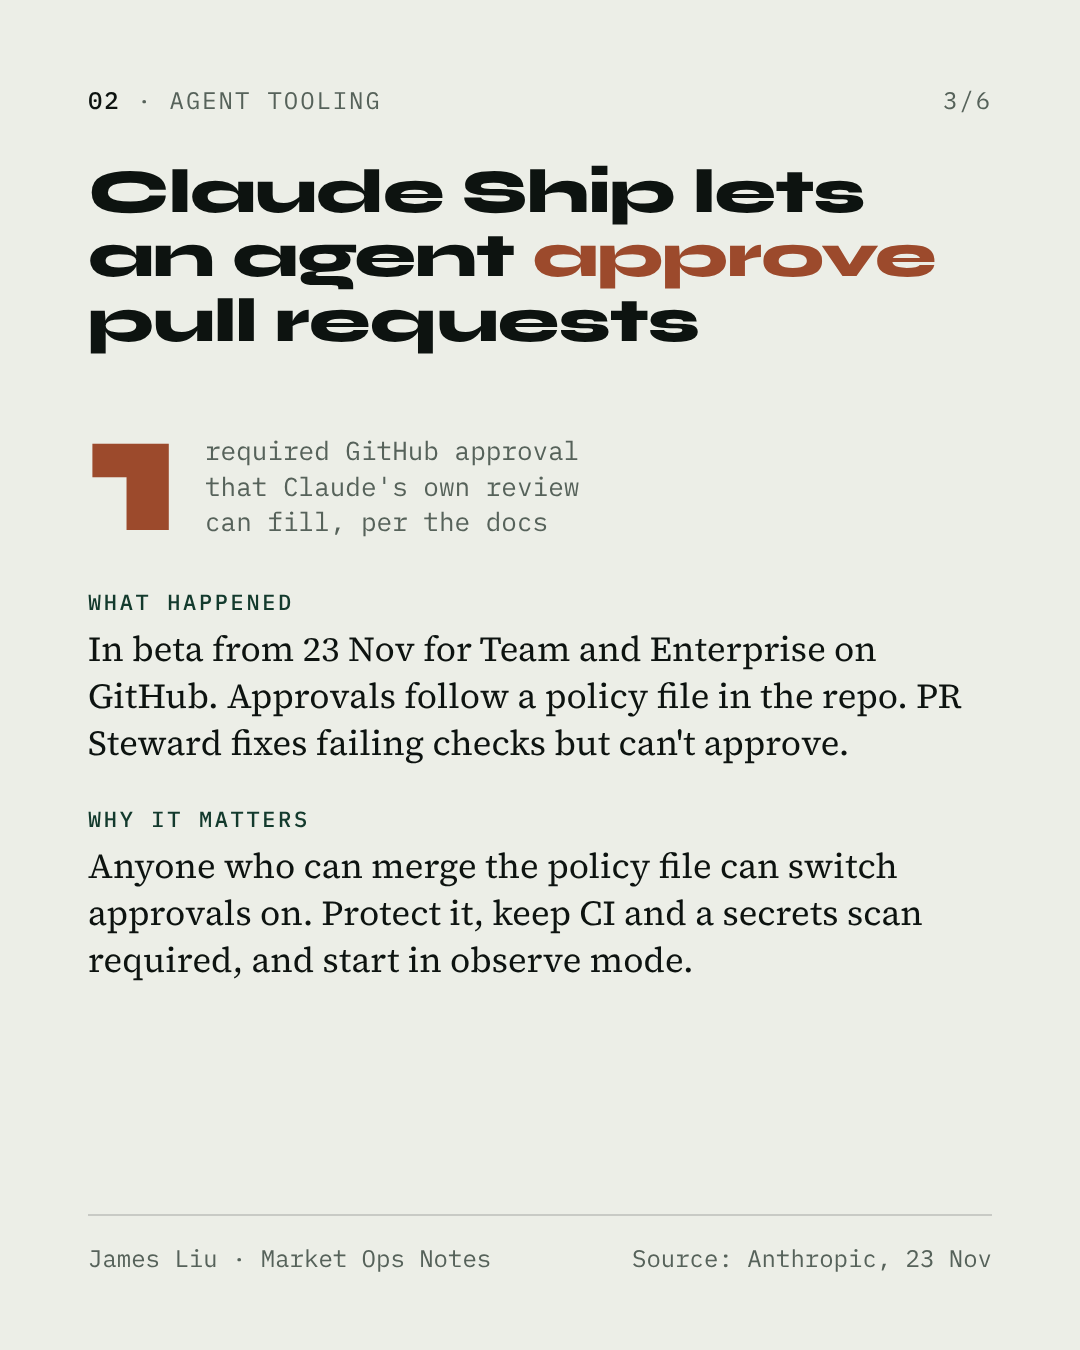 02 · AGENT TOOLING
3/6
Claude Ship lets
an agent approve
pull requests
1
required GitHub approval
that Claude's own review
can fill, per the docs
WHAT HAPPENED
In beta from 23 Nov for Team and Enterprise on
GitHub. Approvals follow a policy file in the repo. PR
Steward fixes failing checks but can't approve.
WHY IT MATTERS
Anyone who can merge the policy file can switch
approvals on. Protect it, keep CI and a secrets scan
required, and start in observe mode.
James Liu · Market Ops Notes
Source: Anthropic, 23 Nov